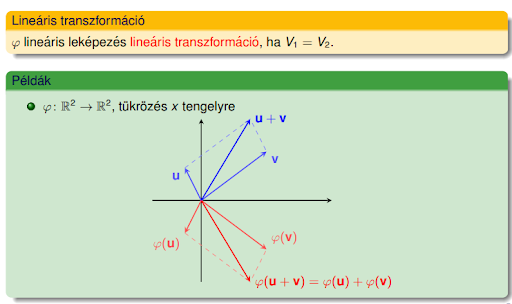 Lineáris transzformáció
φ lineáris leképezés lineáris transzformáció, ha V₁ = V₂.
Példák
φ: ℝ² → ℝ², tükrözés x tengelyre
u + v
v
u
φ(v)
φ(u)
φ(u + v) = φ(u) + φ(v)